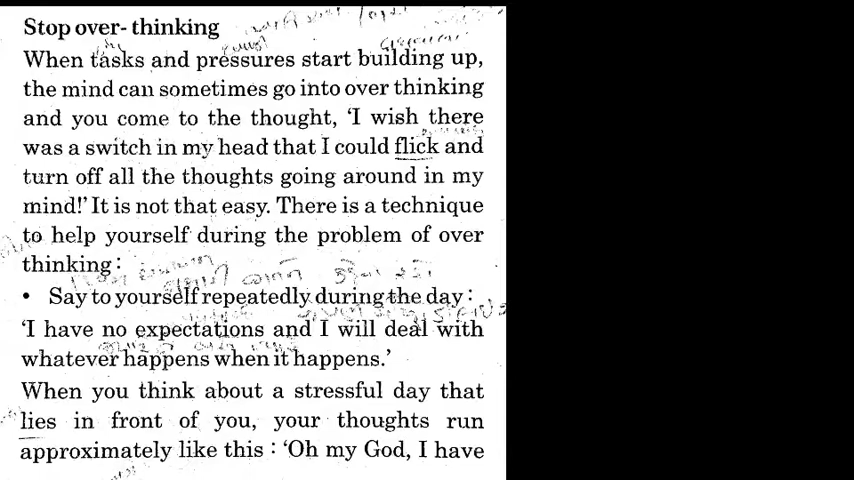 Stop over- thinking
When tasks and pressures start building up,
the mind can sometimes go into over thinking
and you come to the thought, ‘I wish there
was a switch in my head that I could flick and
turn off all the thoughts going around in my
mind!’ It is not that easy. There is a technique
to help yourself during the problem of over
thinking :
• Say to yourself repeatedly during the day :
‘I have no expectations and I will deal with
whatever happens when it happens.’
When you think about a stressful day that
lies in front of you, your thoughts run
approximately like this : ‘Oh my God, I have